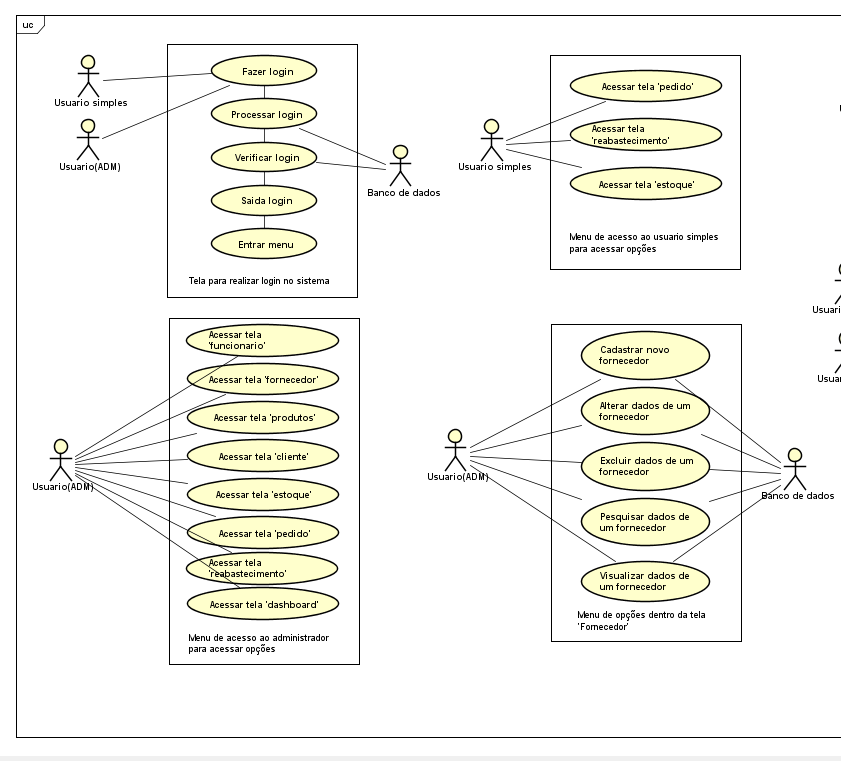 uc
Usuario simples
Usuario(ADM)
Fazer login
Processar login
Verificar login
Saida login
Entrar menu
Tela para realizar login no sistema
Banco de dados
Usuario simples
Acessar tela 'pedido'
Acessar tela
'reabastecimento'
Acessar tela 'estoque'
Menu de acesso ao usuario simples
para acessar opções
Acessar tela
'funcionario'
Acessar tela 'fornecedor'
Acessar tela 'produtos'
Acessar tela 'cliente'
Acessar tela 'estoque'
Acessar tela 'pedido'
Acessar tela
'reabastecimento'
Acessar tela 'dashboard'
Usuario(ADM)
Menu de acesso ao administrador
para acessar opções
Usuario(ADM)
Cadastrar novo
fornecedor
Alterar dados de um
fornecedor
Excluir dados de um
fornecedor
Pesquisar dados de
um fornecedor
Visualizar dados de
um fornecedor
Menu de opções dentro da tela
'Fornecedor'
Banco de dados